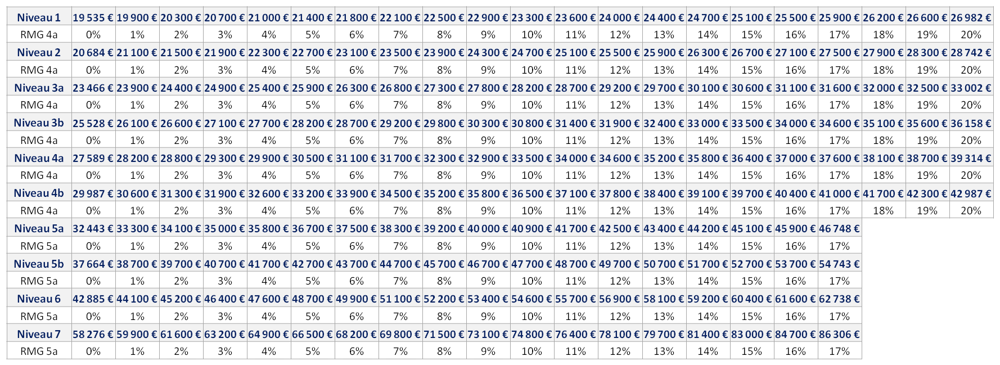 Niveau 1 19 535 € 19 900 € 20 300 € 20 700 € 21 000 € 21 400 € 21 800 € 22 100 € 22 500 € 22 900 € 23 300 € 23 600 € 24 000 € 24 400 € 24 700 € 25 100 € 25 500 € 25 900 € 26 200 € 26 600 € 26 982 €
RMG 4a 0% 1% 2% 3% 4% 5% 6% 7% 8% 9% 10% 11% 12% 13% 14% 15% 16% 17% 18% 19% 20%
Niveau 2 20 684 € 21 100 € 21 500 € 21 900 € 22 300 € 22 700 € 23 100 € 23 500 € 23 900 € 24 300 € 24 700 € 25 100 € 25 500 € 25 900 € 26 300 € 26 700 € 27 100 € 27 500 € 27 900 € 28 300 € 28 742 €
RMG 4a 0% 1% 2% 3% 4% 5% 6% 7% 8% 9% 10% 11% 12% 13% 14% 15% 16% 17% 18% 19% 20%
Niveau 3a 23 466 € 23 900 € 24 400 € 24 900 € 25 400 € 25 900 € 26 300 € 26 800 € 27 300 € 27 800 € 28 200 € 28 700 € 29 200 € 29 700 € 30 100 € 30 600 € 31 100 € 31 600 € 32 000 € 32 500 € 33 002 €
RMG 4a 0% 1% 2% 3% 4% 5% 6% 7% 8% 9% 10% 11% 12% 13% 14% 15% 16% 17% 18% 19% 20%
Niveau 3b 25 528 € 26 100 € 26 600 € 27 100 € 27 700 € 28 200 € 28 700 € 29 200 € 29 800 € 30 300 € 30 800 € 31 400 € 31 900 € 32 400 € 33 000 € 33 500 € 34 000 € 34 600 € 35 100 € 35 600 € 36 158 €
RMG 4a 0% 1% 2% 3% 4% 5% 6% 7% 8% 9% 10% 11% 12% 13% 14% 15% 16% 17% 18% 19% 20%
Niveau 4a 27 589 € 28 200 € 28 800 € 29 300 € 29 900 € 30 500 € 31 100 € 31 700 € 32 300 € 32 900 € 33 500 € 34 000 € 34 600 € 35 200 € 35 800 € 36 400 € 37 000 € 37 600 € 38 100 € 38 700 € 39 314 €
RMG 4a 0% 1% 2% 3% 4% 5% 6% 7% 8% 9% 10% 11% 12% 13% 14% 15% 16% 17% 18% 19% 20%
Niveau 4b 29 987 € 30 600 € 31 300 € 31 900 € 32 600 € 33 200 € 33 900 € 34 500 € 35 200 € 35 800 € 36 500 € 37 100 € 37 800 € 38 400 € 39 100 € 39 700 € 40 400 € 41 000 € 41 700 € 42 300 € 42 987 €
RMG 4a 0% 1% 2% 3% 4% 5% 6% 7% 8% 9% 10% 11% 12% 13% 14% 15% 16% 17% 18% 19% 20%
Niveau 5a 32 443 € 33 300 € 34 100 € 35 000 € 35 800 € 36 700 € 37 500 € 38 300 € 39 200 € 40 000 € 40 900 € 41 700 € 42 500 € 43 400 € 44 200 € 45 100 € 45 900 € 46 748 €
RMG 5a 0% 1% 2% 3% 4% 5% 6% 7% 8% 9% 10% 11% 12% 13% 14% 15% 16% 17%
Niveau 5b 37 664 € 38 700 € 39 700 € 40 700 € 41 700 € 42 700 € 43 700 € 44 700 € 45 700 € 46 700 € 47 700 € 48 700 € 49 700 € 50 700 € 51 700 € 52 700 € 53 700 € 54 743 €
RMG 5a 0% 1% 2% 3% 4% 5% 6% 7% 8% 9% 10% 11% 12% 13% 14% 15% 16% 17%
Niveau 6 42 885 € 44 100 € 45 200 € 46 400 € 47 600 € 48 700 € 49 900 € 51 100 € 52 200 € 53 400 € 54 600 € 55 700 € 56 900 € 58 100 € 59 200 € 60 400 € 61 600 € 62 738 €
RMG 5a 0% 1% 2% 3% 4% 5% 6% 7% 8% 9% 10% 11% 12% 13% 14% 15% 16% 17%
Niveau 7 58 276 € 59 900 € 61 600 € 63 200 € 64 900 € 66 500 € 68 200 € 69 800 € 71 500 € 73 100 € 74 800 € 76 400 € 78 100 € 79 700 € 81 400 € 83 000 € 84 700 € 86 306 €
RMG 5a 0% 1% 2% 3% 4% 5% 6% 7% 8% 9% 10% 11% 12% 13% 14% 15% 16% 17%